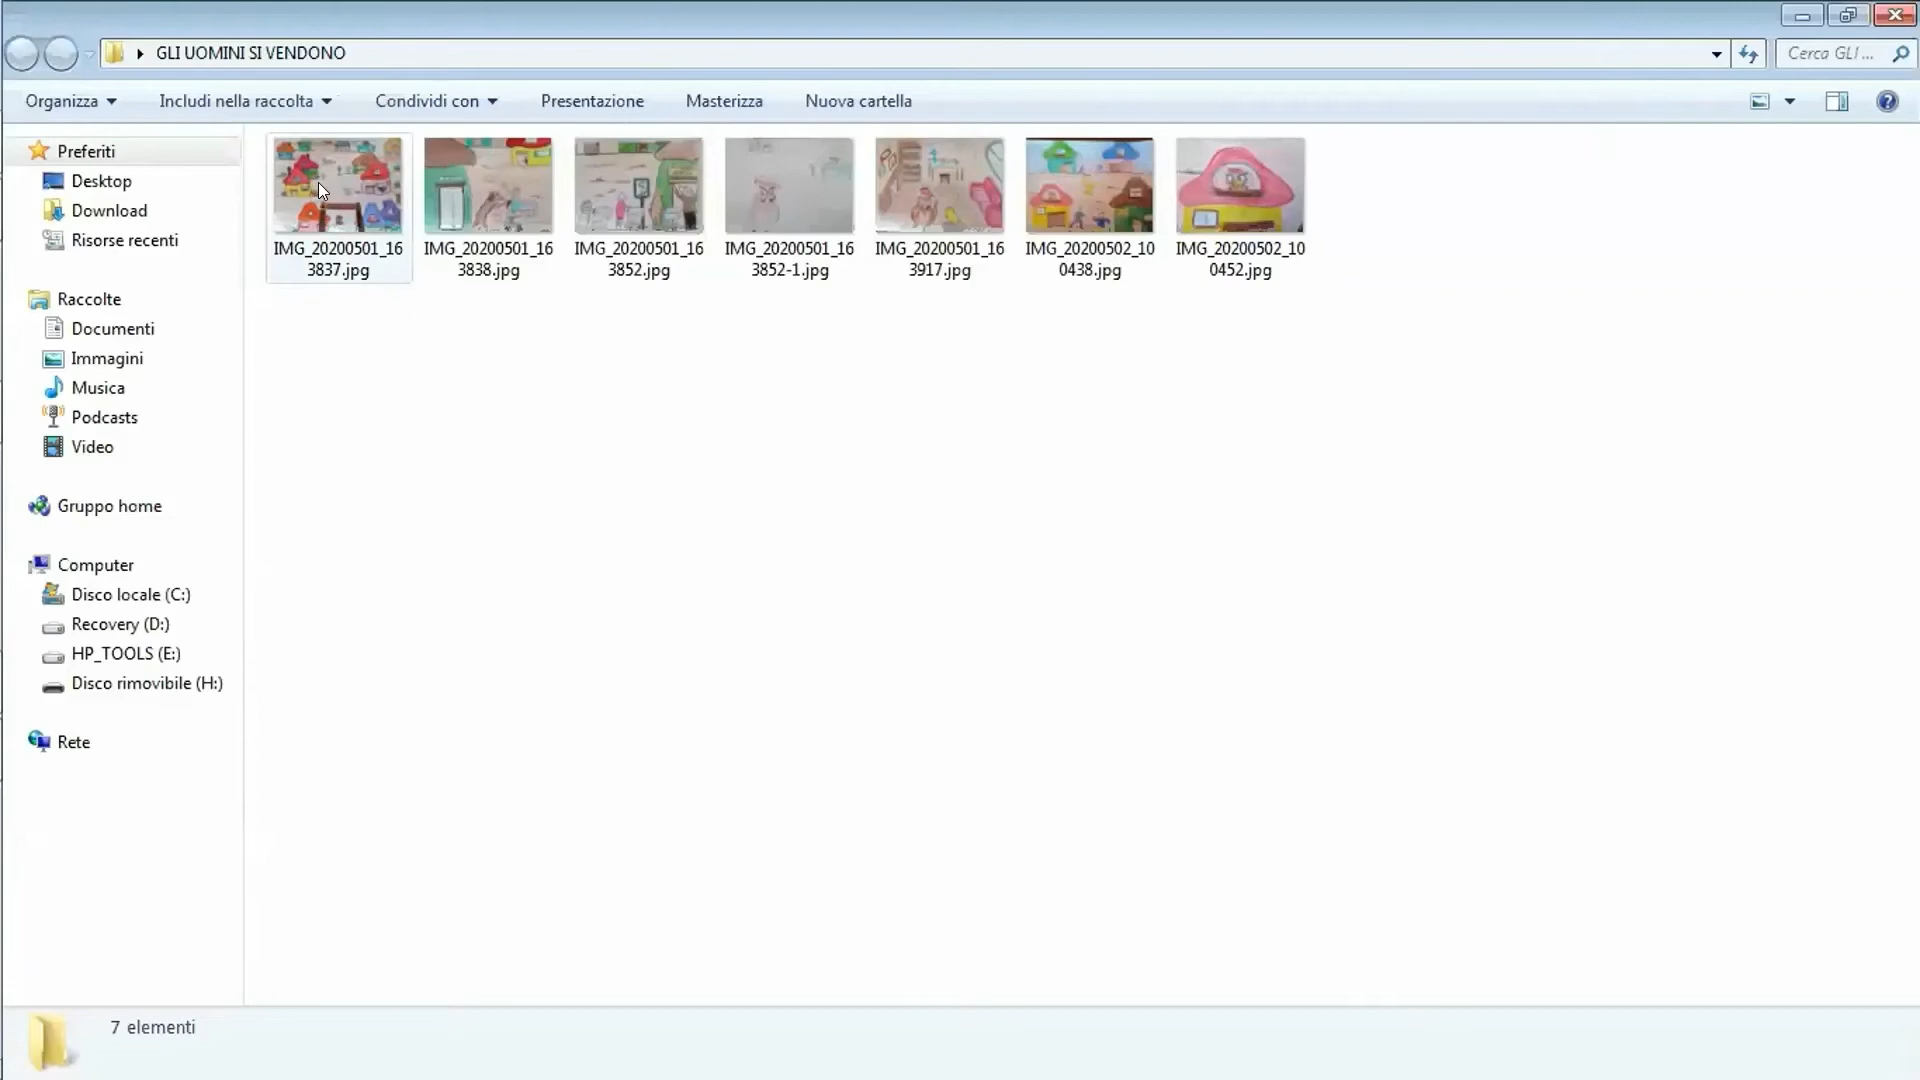 GLI UOMINI SI VENDONO
Cerca GLI ...
Organizza
Includi nella raccolta
Condividi con
Presentazione
Masterizza
Nuova cartella
Preferiti
Desktop
Download
Risorse recenti
Raccolte
Documenti
Immagini
Musica
Podcasts
Video
Gruppo home
Computer
Disco locale (C:)
Recovery (D:)
HP_TOOLS (E:)
Disco rimovibile (H:)
Rete
IMG_20200501_16
3837.jpg
IMG_20200501_16
3838.jpg
IMG_20200501_16
3852.jpg
IMG_20200501_16
3852-1.jpg
IMG_20200501_16
3917.jpg
IMG_20200502_10
0438.jpg
IMG_20200502_10
0452.jpg
7 elementi